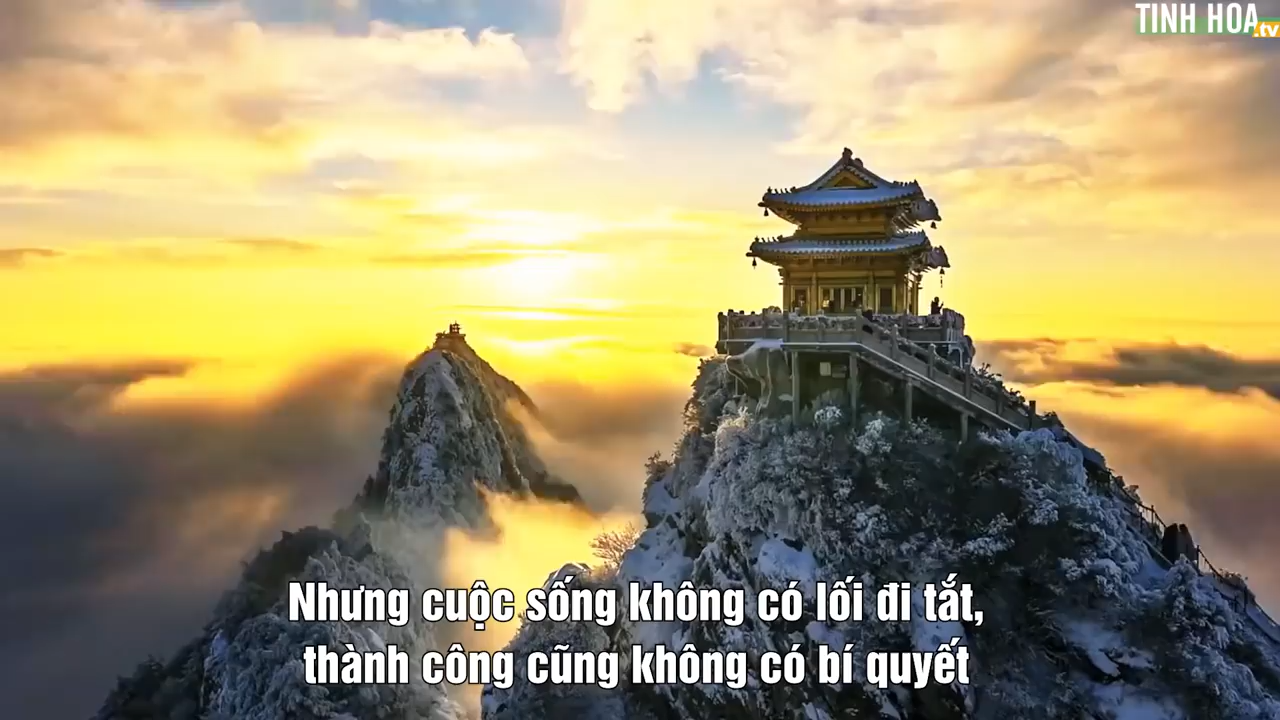 TINH HOA
.tv
Nhưng cuộc sống không có lối đi tắt,
thành công cũng không có bí quyết